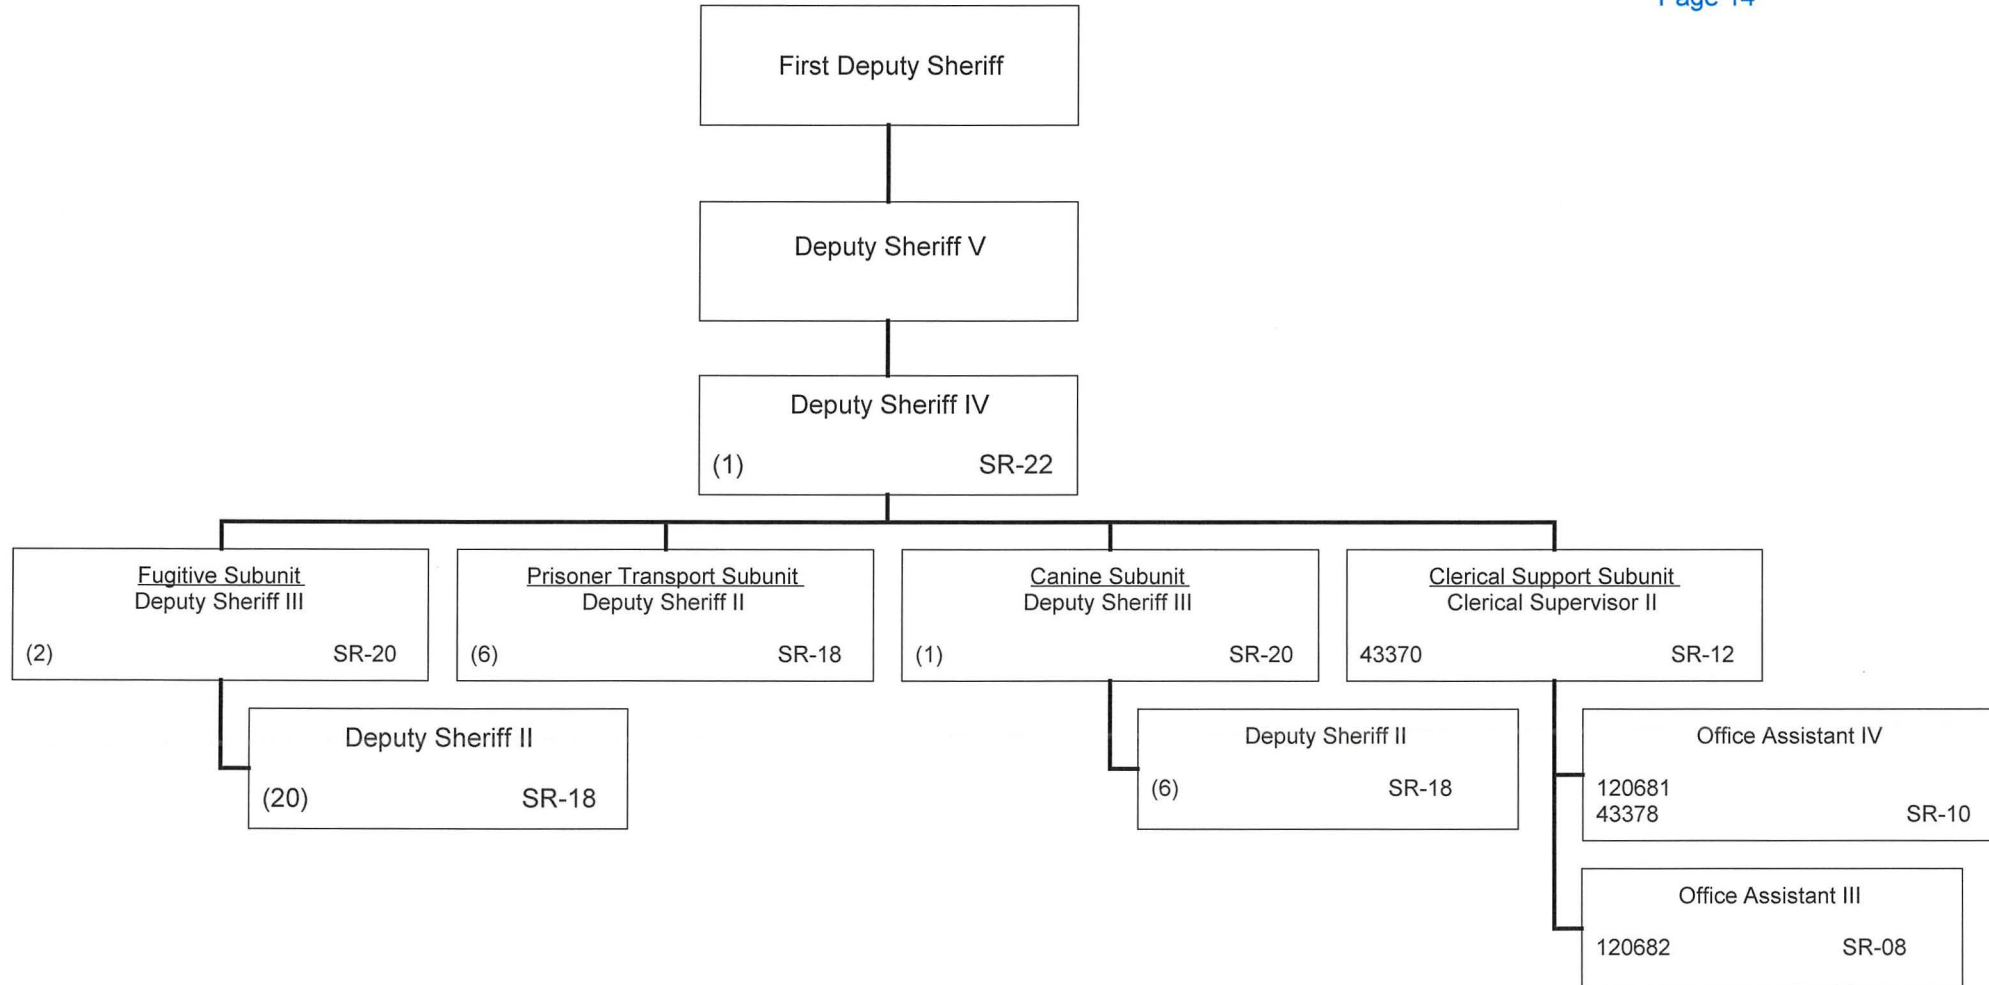 Page 14
First Deputy Sheriff
Deputy Sheriff V
Deputy Sheriff IV
(1) SR-22
Fugitive Subunit
Deputy Sheriff III
(2) SR-20
Prisoner Transport Subunit
Deputy Sheriff II
(6) SR-18
Canine Subunit
Deputy Sheriff III
(1) SR-20
Clerical Support Subunit
Clerical Supervisor II
43370 SR-12
Deputy Sheriff II
(20) SR-18
Deputy Sheriff II
(6) SR-18
Office Assistant IV
120681
43378 SR-10
Office Assistant III
120682 SR-08